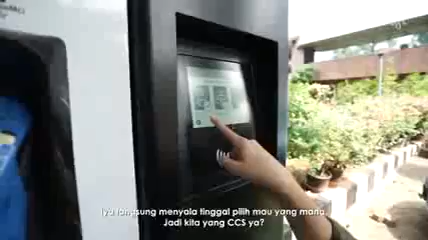 Iya langsung menyala tinggal pilih mau yang mana.
Jadi kita yang CCS ya?